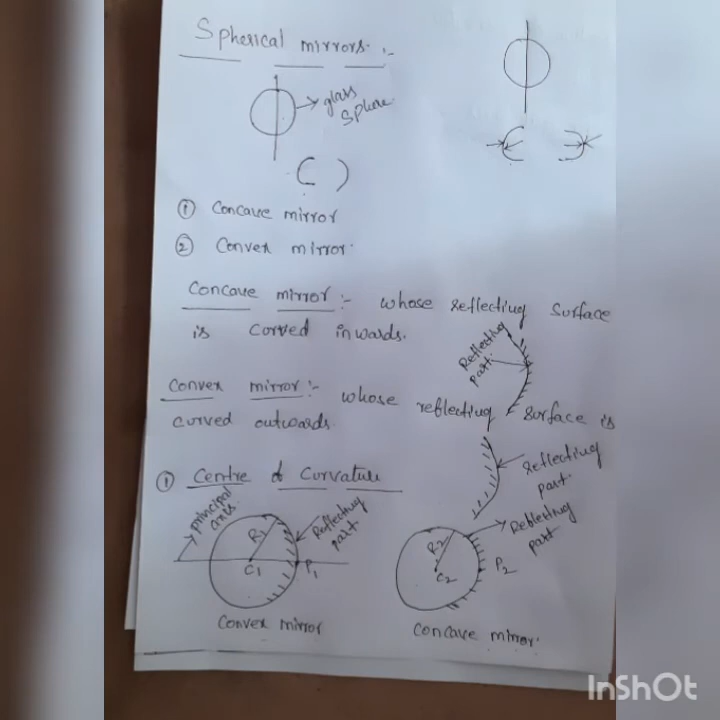 Spherical mirrors :-
glass
sphere
① Concave mirror
② Convex mirror.
Concave mirror :- whose reflecting surface
is corved inwards.
Reflecting
part.
Convex mirror :- whose reflecting surface is
curved outwards.
reflecting
part.
① Centre of Corvature
principal
axis.
R1
Reflecting
part
C1
P1
Convex mirror
R2
Reflecting
part
C2
P2
Concave mirror.
InShOt